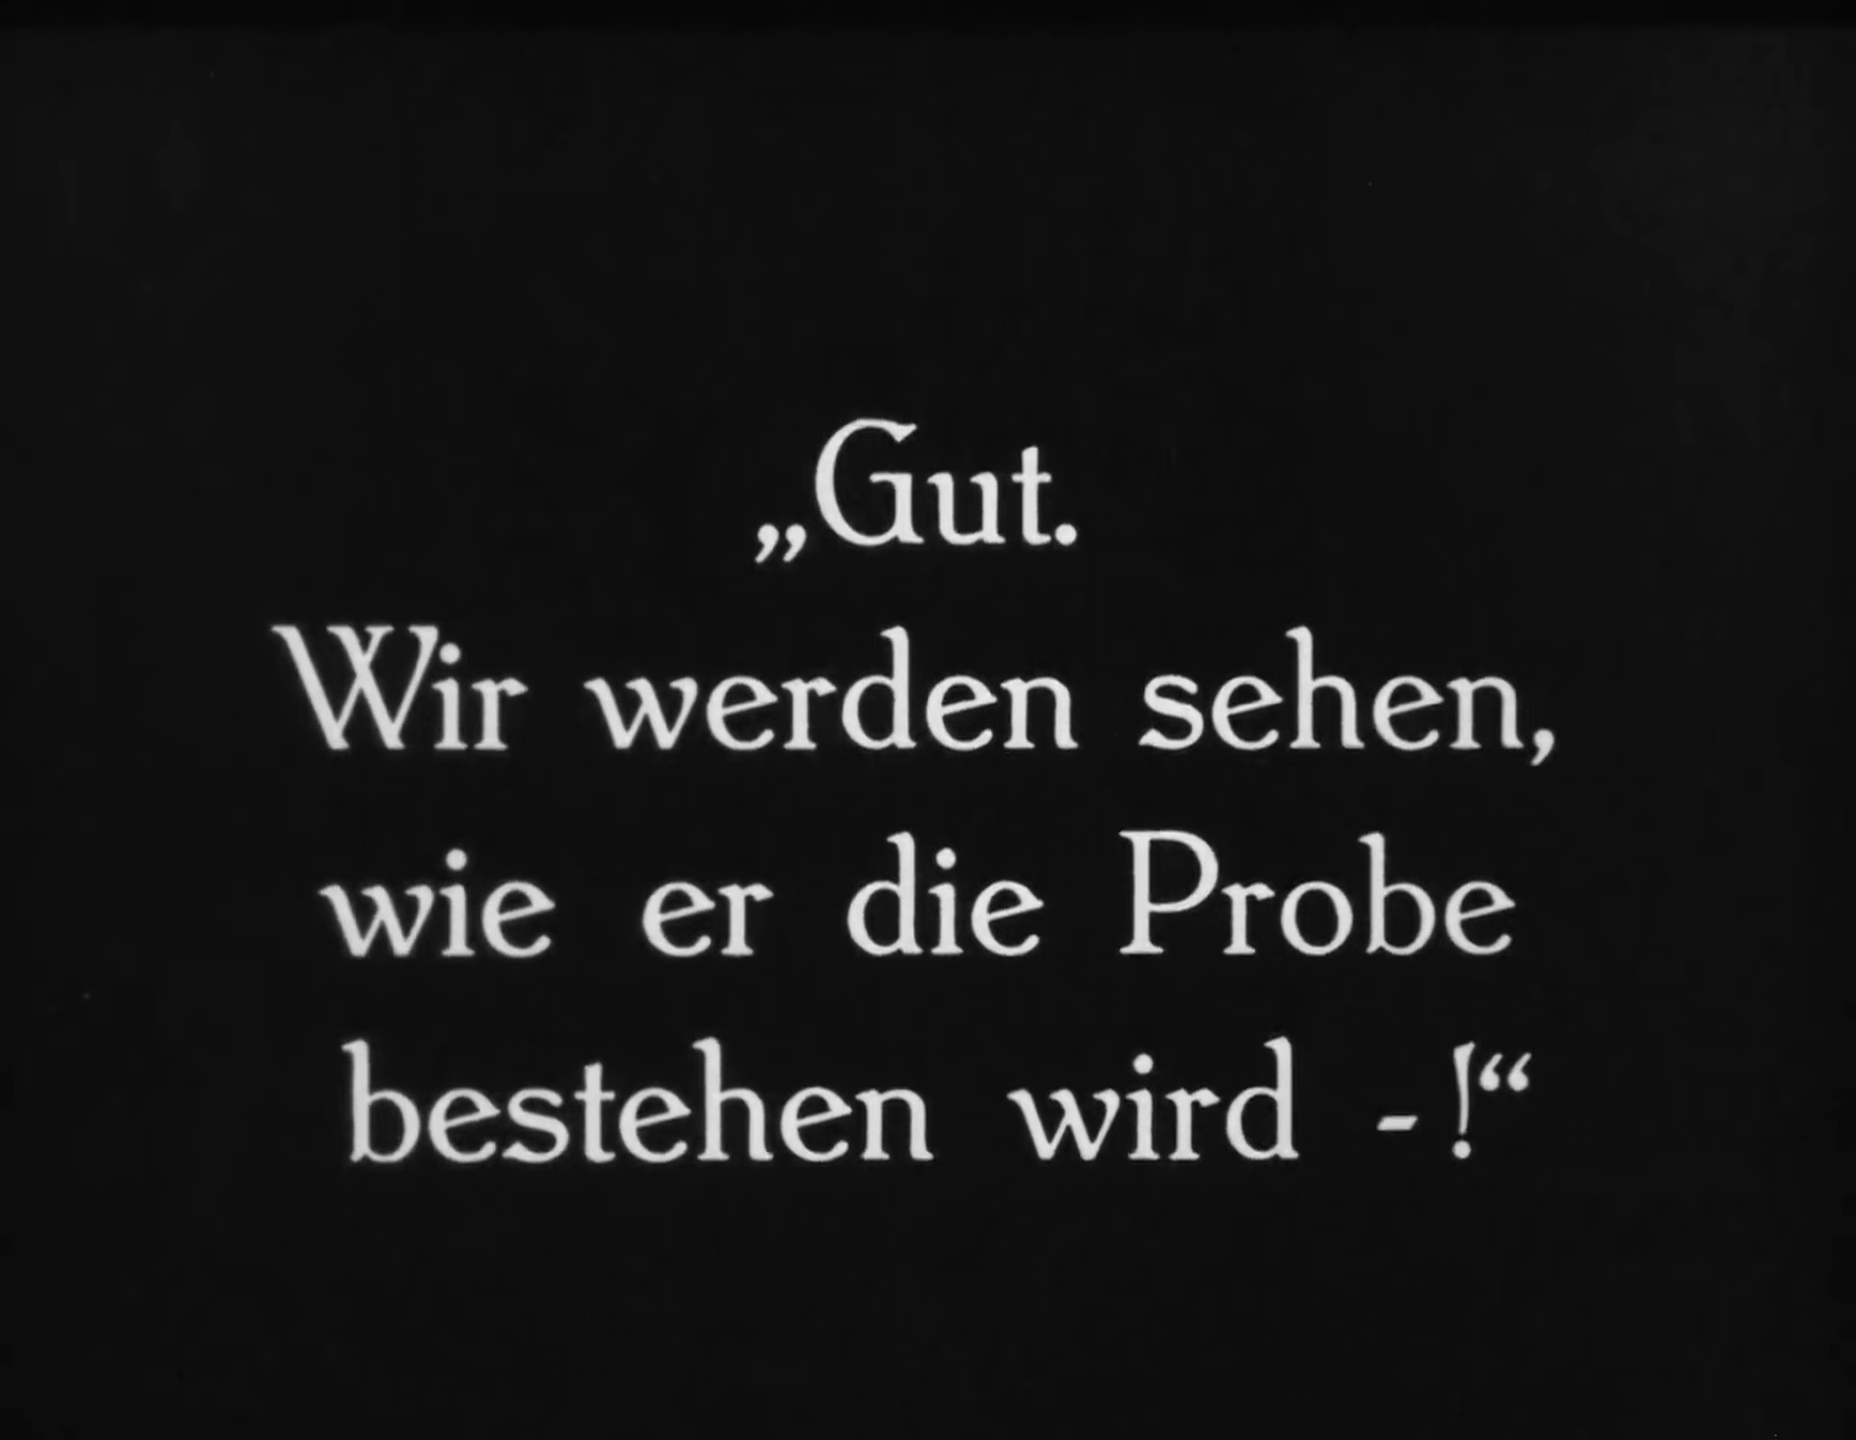 „Gut.
Wir werden sehen,
wie er die Probe
bestehen wird -!“